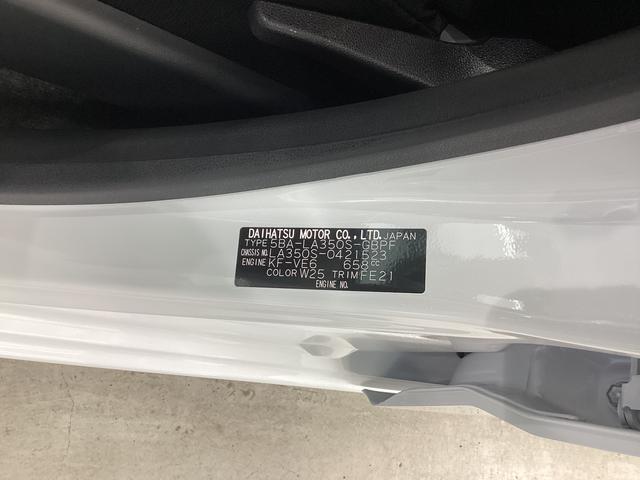 DAIHATSU MOTOR CO., LTD. JAPAN
TYPE 5BA-LA350S-GBPF
CHASSIS NO. LA350S-0421523
ENGINE KF-VE6 658cc
COLOR W25 TRIM FE21
ENGINE NO.